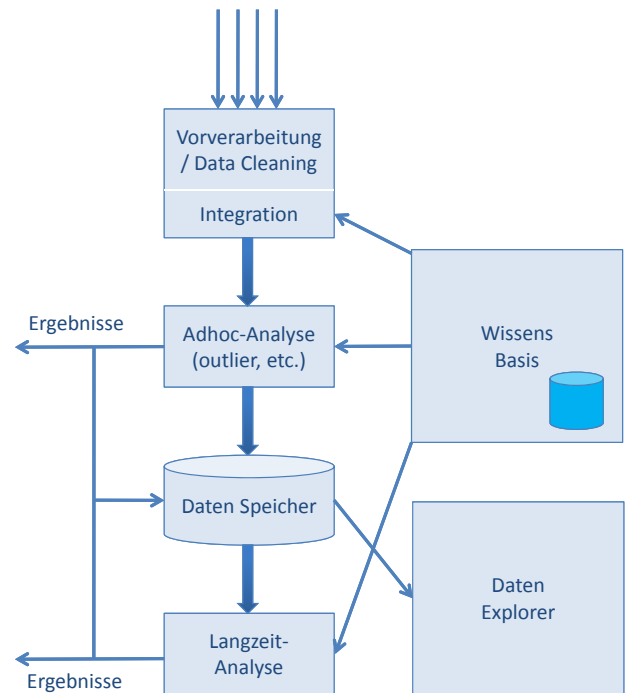 Vorverarbeitung
/ Data Cleaning
Integration
Ergebnisse
Adhoc-Analyse
(outlier, etc.)
Wissens
Basis
Daten Speicher
Daten
Explorer
Langzeit-
Analyse
Ergebnisse